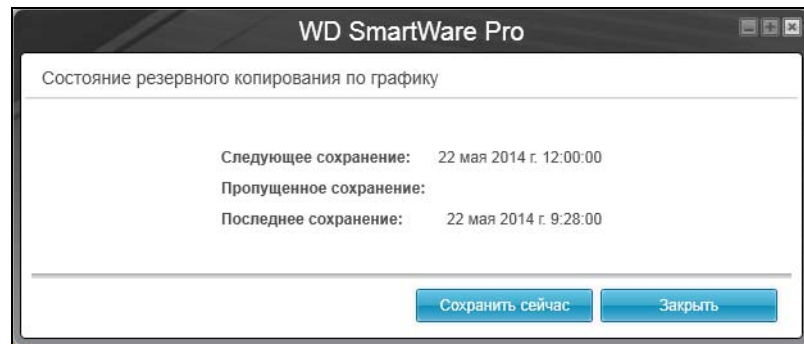 WD SmartWare Pro
Состояние резервного копирования по графику
Следующее сохранение: 22 мая 2014 г. 12:00:00
Пропущенное сохранение:
Последнее сохранение: 22 мая 2014 г. 9:28:00
Сохранить сейчас Закрыть